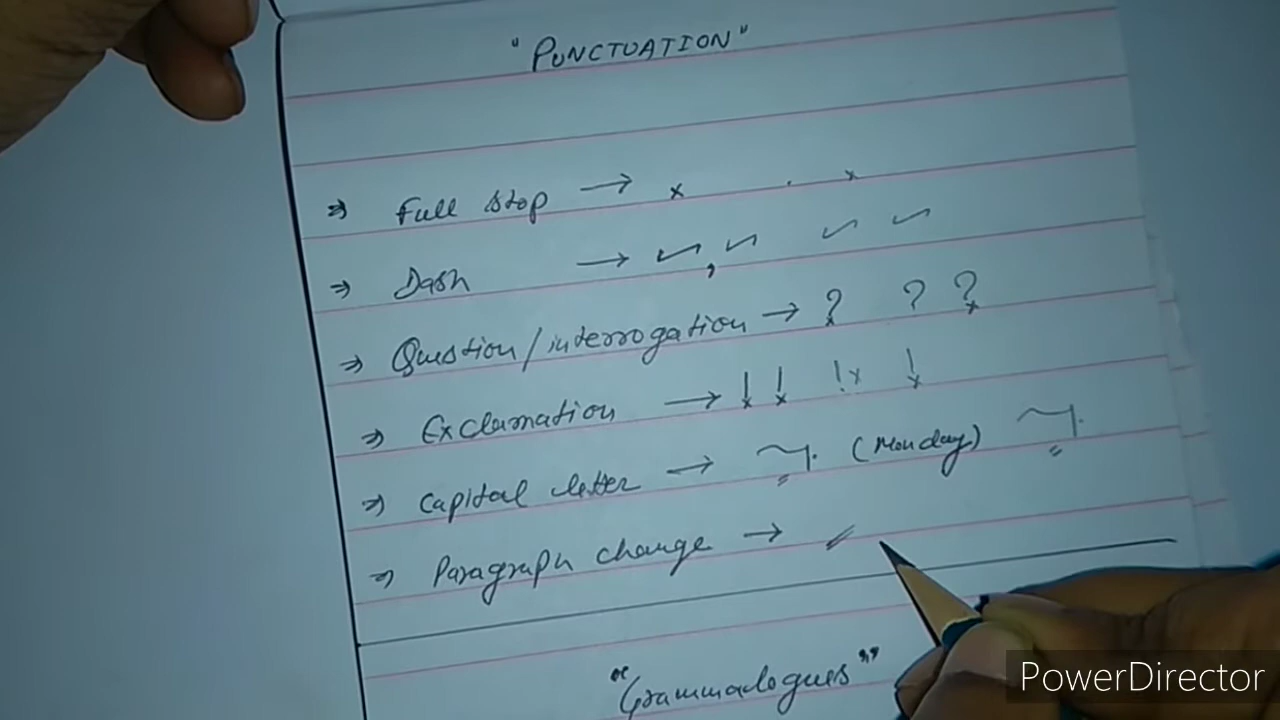 "PUNCTUATION"
⇒ Full stop → x . x
⇒ Dash →
⇒ Question/interrogation → ? ? ?
⇒ Exclamation → ! ! !x !
⇒ Capital letter → (Monday)
⇒ Paragraph change → //
"Grammalogues"
PowerDirector